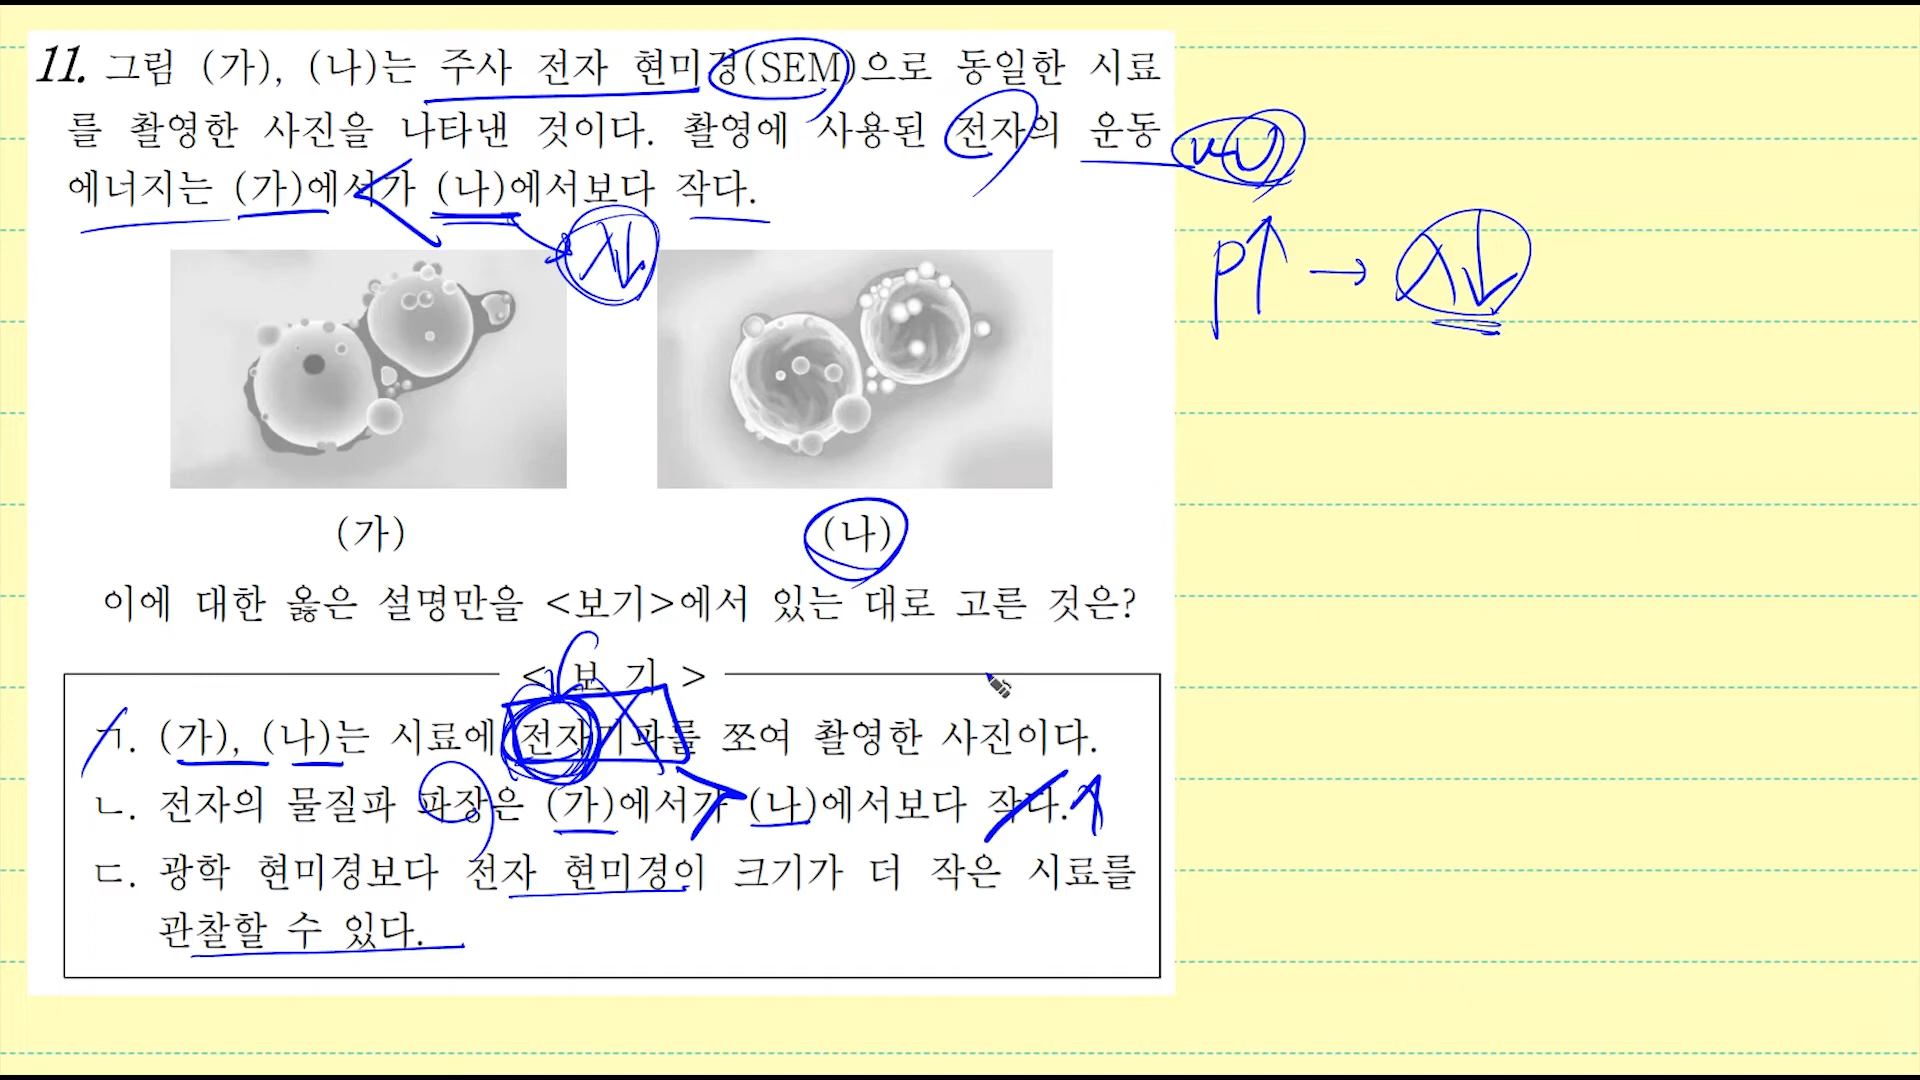 11. 그림 (가), (나)는 주사 전자 현미경(SEM)으로 동일한 시료
를 촬영한 사진을 나타낸 것이다. 촬영에 사용된 전자의 운동
에너지는 (가)에서가 (나)에서보다 작다.
λ↓
P↑ → λ↓
(가)
(나)
이에 대한 옳은 설명만을 <보기>에서 있는 대로 고른 것은?
< 보 기 >
ㄱ. (가), (나)는 시료에 전자기파를 쪼여 촬영한 사진이다.
ㄴ. 전자의 물질파 파장은 (가)에서가 (나)에서보다 작다.
ㄷ. 광학 현미경보다 전자 현미경이 크기가 더 작은 시료를
관찰할 수 있다.